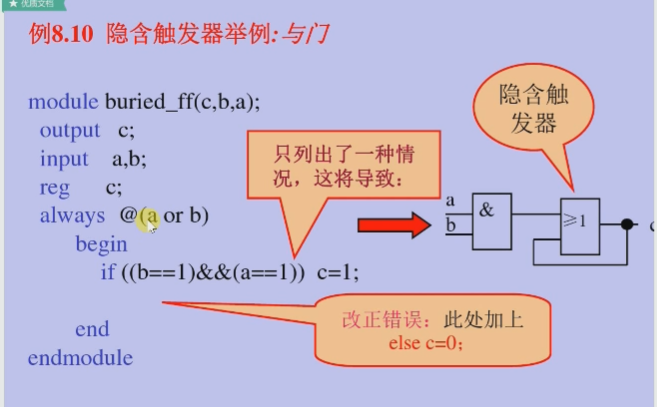 ★ 优质文档
例8.10 隐含触发器举例:与门
module buried_ff(c,b,a);
output c;
input a,b;
reg c;
always @(a or b)
begin
if ((b==1)&&(a==1)) c=1;
end
endmodule
只列出了一种情
况，这将导致：
隐含触
发器
a
b
&
≥1
c
改正错误：此处加上
else c=0;